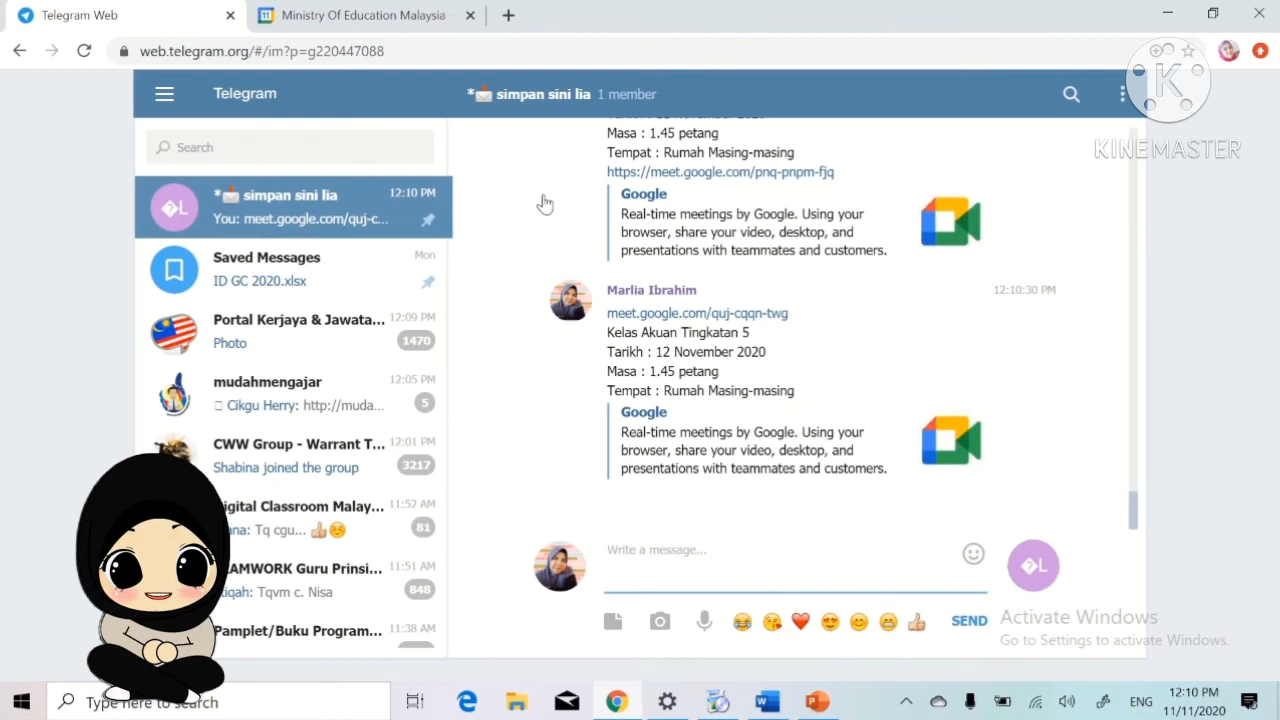 Telegram Web
Ministry Of Education Malaysia -
web.telegram.org/#/im?p=g220447088
Telegram
*📩 simpan sini lia 1 member
KINEMASTER
Search
*📩 simpan sini lia 12:10 PM
You: meet.google.com/quj-c...
Saved Messages Mon
ID GC 2020.xlsx
Portal Kerjaya & Jawata... 12:09 PM
Photo 1470
mudahmengajar 12:05 PM
Cikgu Herry: http://muda... 5
CWW Group - Warrant T... 12:01 PM
Shabina joined the group 3217
igital Classroom Malay... 11:52 AM
ana: Tq cgu... 👍☺️ 81
AMWORK Guru Prinsi... 11:51 AM
iqah: Tqvm c. Nisa 848
Pamplet/Buku Program... 11:38 AM
Masa : 1.45 petang
Tempat : Rumah Masing-masing
https://meet.google.com/pnq-pnpm-fjq
Google
Real-time meetings by Google. Using your
browser, share your video, desktop, and
presentations with teammates and customers.
Marlia Ibrahim 12:10:30 PM
meet.google.com/quj-cqqn-twg
Kelas Akuan Tingkatan 5
Tarikh : 12 November 2020
Masa : 1.45 petang
Tempat : Rumah Masing-masing
Google
Real-time meetings by Google. Using your
browser, share your video, desktop, and
presentations with teammates and customers.
Write a message...
�L
SEND
Activate Windows
Go to Settings to activate Windows.
Type here to search
ENG
12:10 PM
11/11/2020